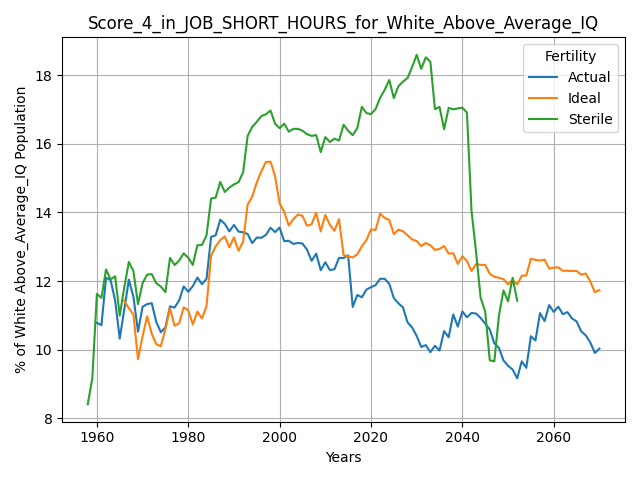 Score_4_in_JOB_SHORT_HOURS_for_White_Above_Average_IQ
% of White Above_Average_IQ Population
18
16
14
12
10
8
Fertility
Actual
Ideal
Sterile
1960 1980 2000 2020 2040 2060
Years